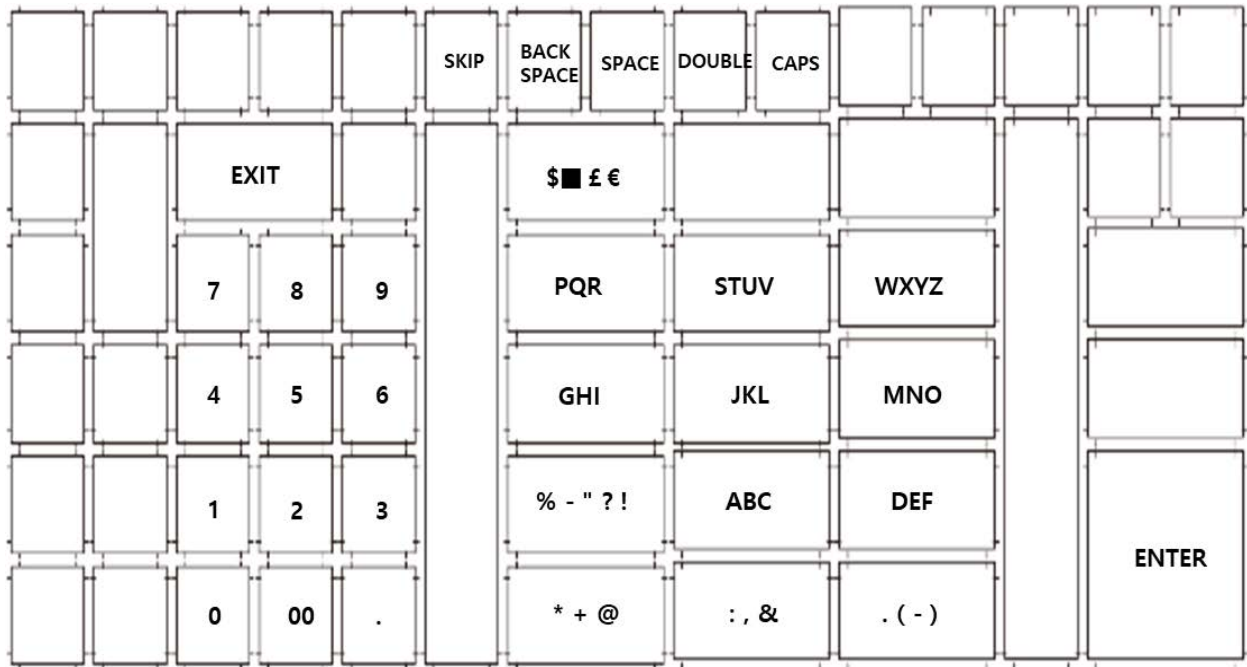 SKIP
BACK
SPACE
SPACE
DOUBLE
CAPS
EXIT
$■ £ €
7 8 9
PQR
STUV
WXYZ
4 5 6
GHI
JKL
MNO
1 2 3
% - " ? !
ABC
DEF
ENTER
0 00 .
* + @
: , &
. ( - )